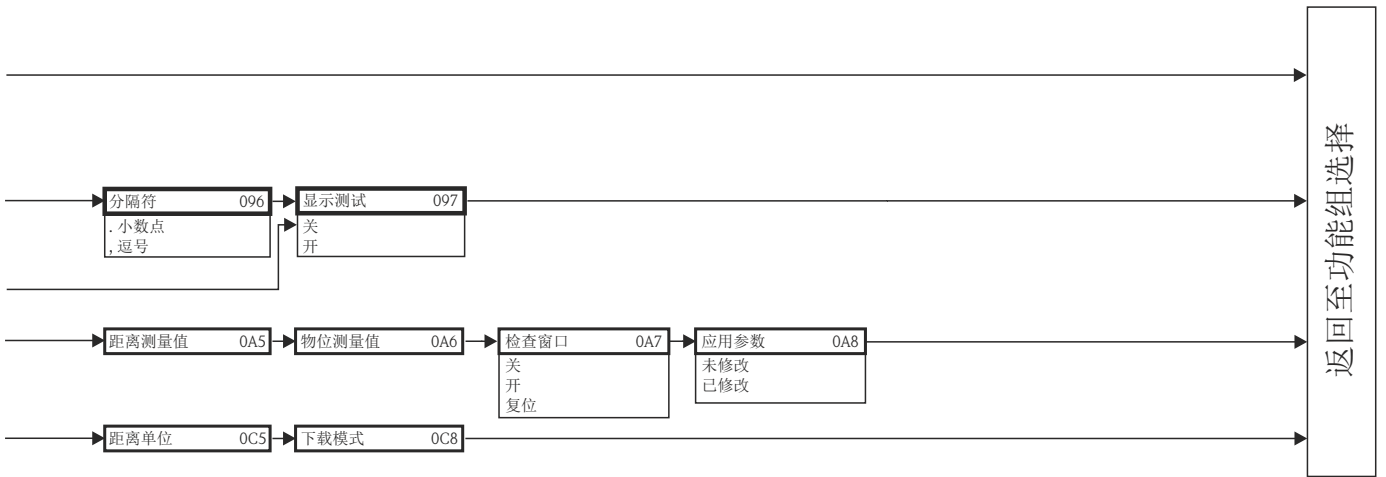 分隔符 096
.小数点
,逗号
显示测试 097
关
开
距离测量值 0A5
物位测量值 0A6
检查窗口 0A7
关
开
复位
应用参数 0A8
未修改
已修改
距离单位 0C5
下载模式 0C8
返回至功能组选择